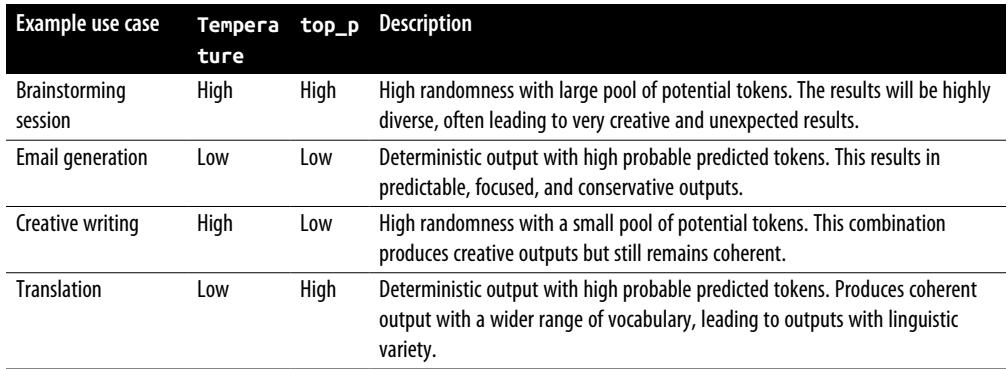 Example use case Tempera top_p Description
ture
Brainstorming High High High randomness with large pool of potential tokens. The results will be highly
session diverse, often leading to very creative and unexpected results.
Email generation Low Low Deterministic output with high probable predicted tokens. This results in
predictable, focused, and conservative outputs.
Creative writing High Low High randomness with a small pool of potential tokens. This combination
produces creative outputs but still remains coherent.
Translation Low High Deterministic output with high probable predicted tokens. Produces coherent
output with a wider range of vocabulary, leading to outputs with linguistic
variety.